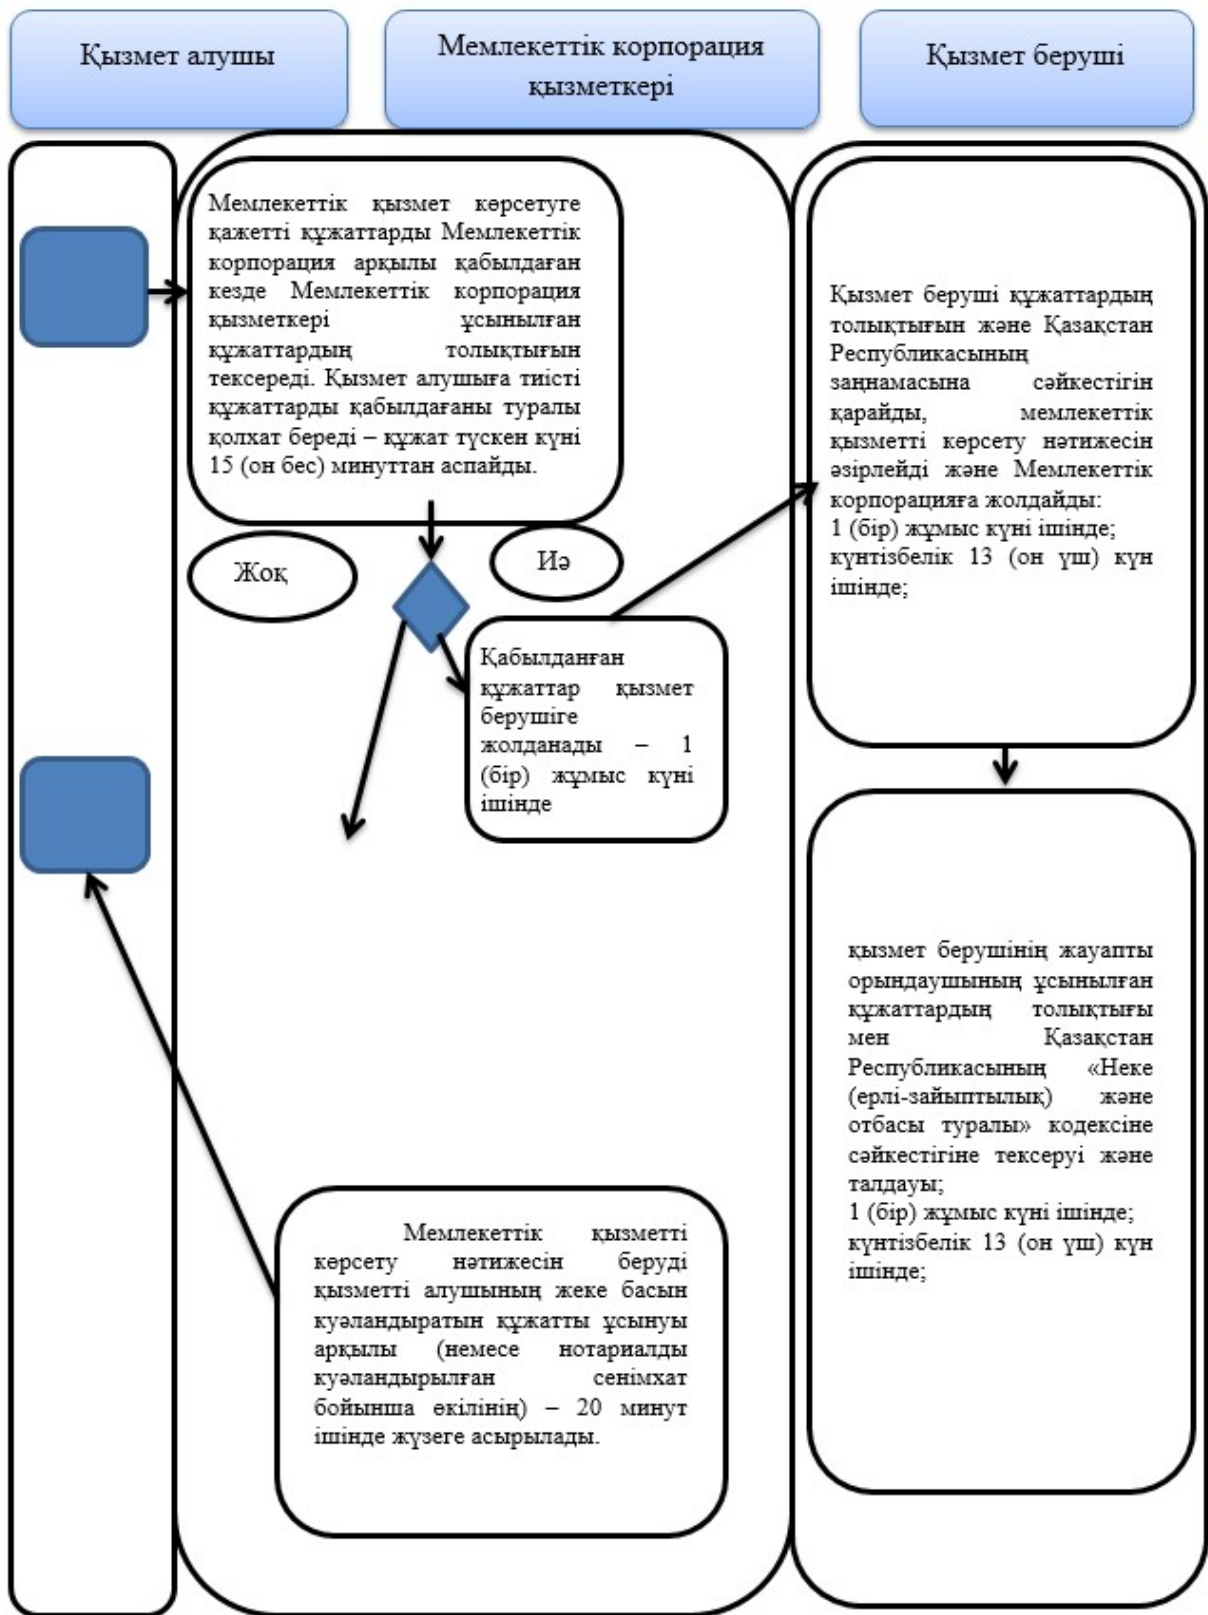 Қызмет алушы
Мемлекеттік корпорация
қызметкері
Қызмет беруші
Мемлекеттік қызмет көрсетуге
қажетті құжаттарды Мемлекеттік
корпорация арқылы қабылдаған
кезде Мемлекеттік корпорация
қызметкері ұсынылған
құжаттардың толықтығын
тексереді. Қызмет алушыға тиісті
құжаттарды қабылдағаны туралы
қолхат береді – құжат түскен күні
15 (он бес) минуттан аспайды.
Жоқ
Иә
Қабылданған
құжаттар қызмет
берушіге
жолданады – 1
(бір) жұмыс күні
ішінде
Мемлекеттік қызметті
көрсету нәтижесін беруді
қызметті алушының жеке басын
куәландыратын құжатты ұсынуы
арқылы (немесе нотариалды
куәландырылған сенімхат
бойынша өкілінің) – 20 минут
ішінде жүзеге асырылады.
Қызмет беруші құжаттардың
толықтығын және Қазақстан
Республикасының
заңнамасына сәйкестігін
қарайды, мемлекеттік
қызметті көрсету нәтижесін
әзірлейді және Мемлекеттік
корпорацияға жолдайды:
1 (бір) жұмыс күні ішінде;
күнтізбелік 13 (он үш) күн
ішінде;
қызмет берушінің жауапты
орындаушының ұсынылған
құжаттардың толықтығы
мен Қазақстан
Республикасының «Неке
(ерлі-зайыптылық) және
отбасы туралы» кодексіне
сәйкестігіне тексеруі және
талдауы;
1 (бір) жұмыс күні ішінде;
күнтізбелік 13 (он үш) күн
ішінде;